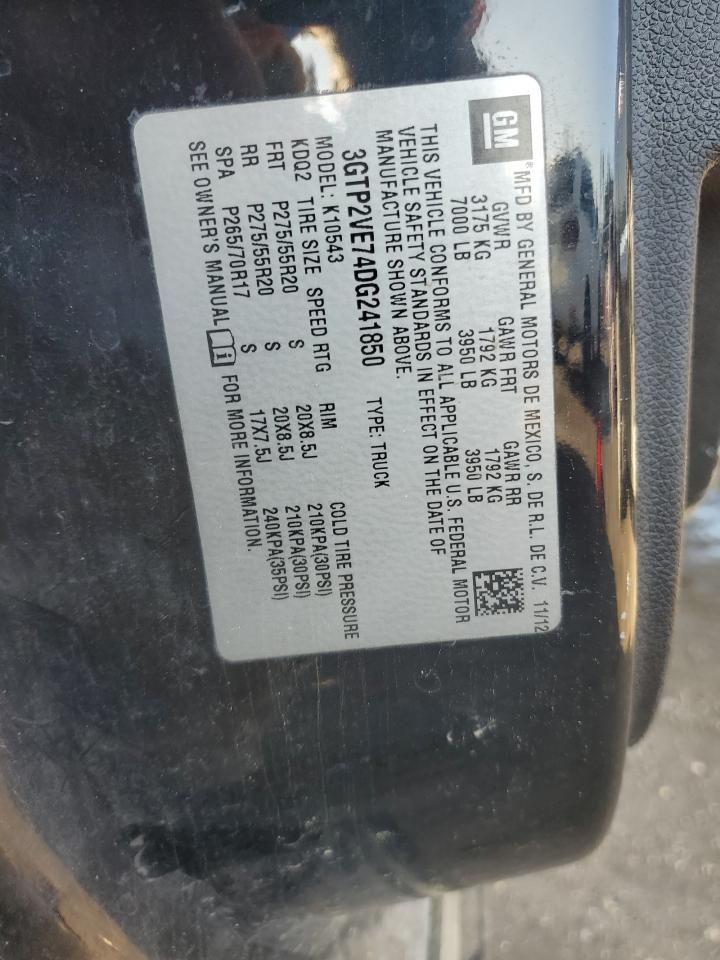 GM
®MFD BY GENERAL MOTORS DE MEXICO, S. DE R.L. DE C.V. 11/12
GVWR GAWR FRT GAWR RR
3175 KG 1792 KG 1792 KG
7000 LB 3950 LB 3950 LB
THIS VEHICLE CONFORMS TO ALL APPLICABLE U.S. FEDERAL MOTOR
VEHICLE SAFETY STANDARDS IN EFFECT ON THE DATE OF
MANUFACTURE SHOWN ABOVE.
3GTP2VE74DG241850 TYPE: TRUCK
MODEL: K10543
KDQ2 TIRE SIZE SPEED RTG RIM COLD TIRE PRESSURE
FRT P275/55R20 S 20X8.5J 210KPA(30PSI)
RR P275/55R20 S 20X8.5J 210KPA(30PSI)
SPA P265/70R17 S 17X7.5J 240KPA(35PSI)
SEE OWNER'S MANUAL i FOR MORE INFORMATION.